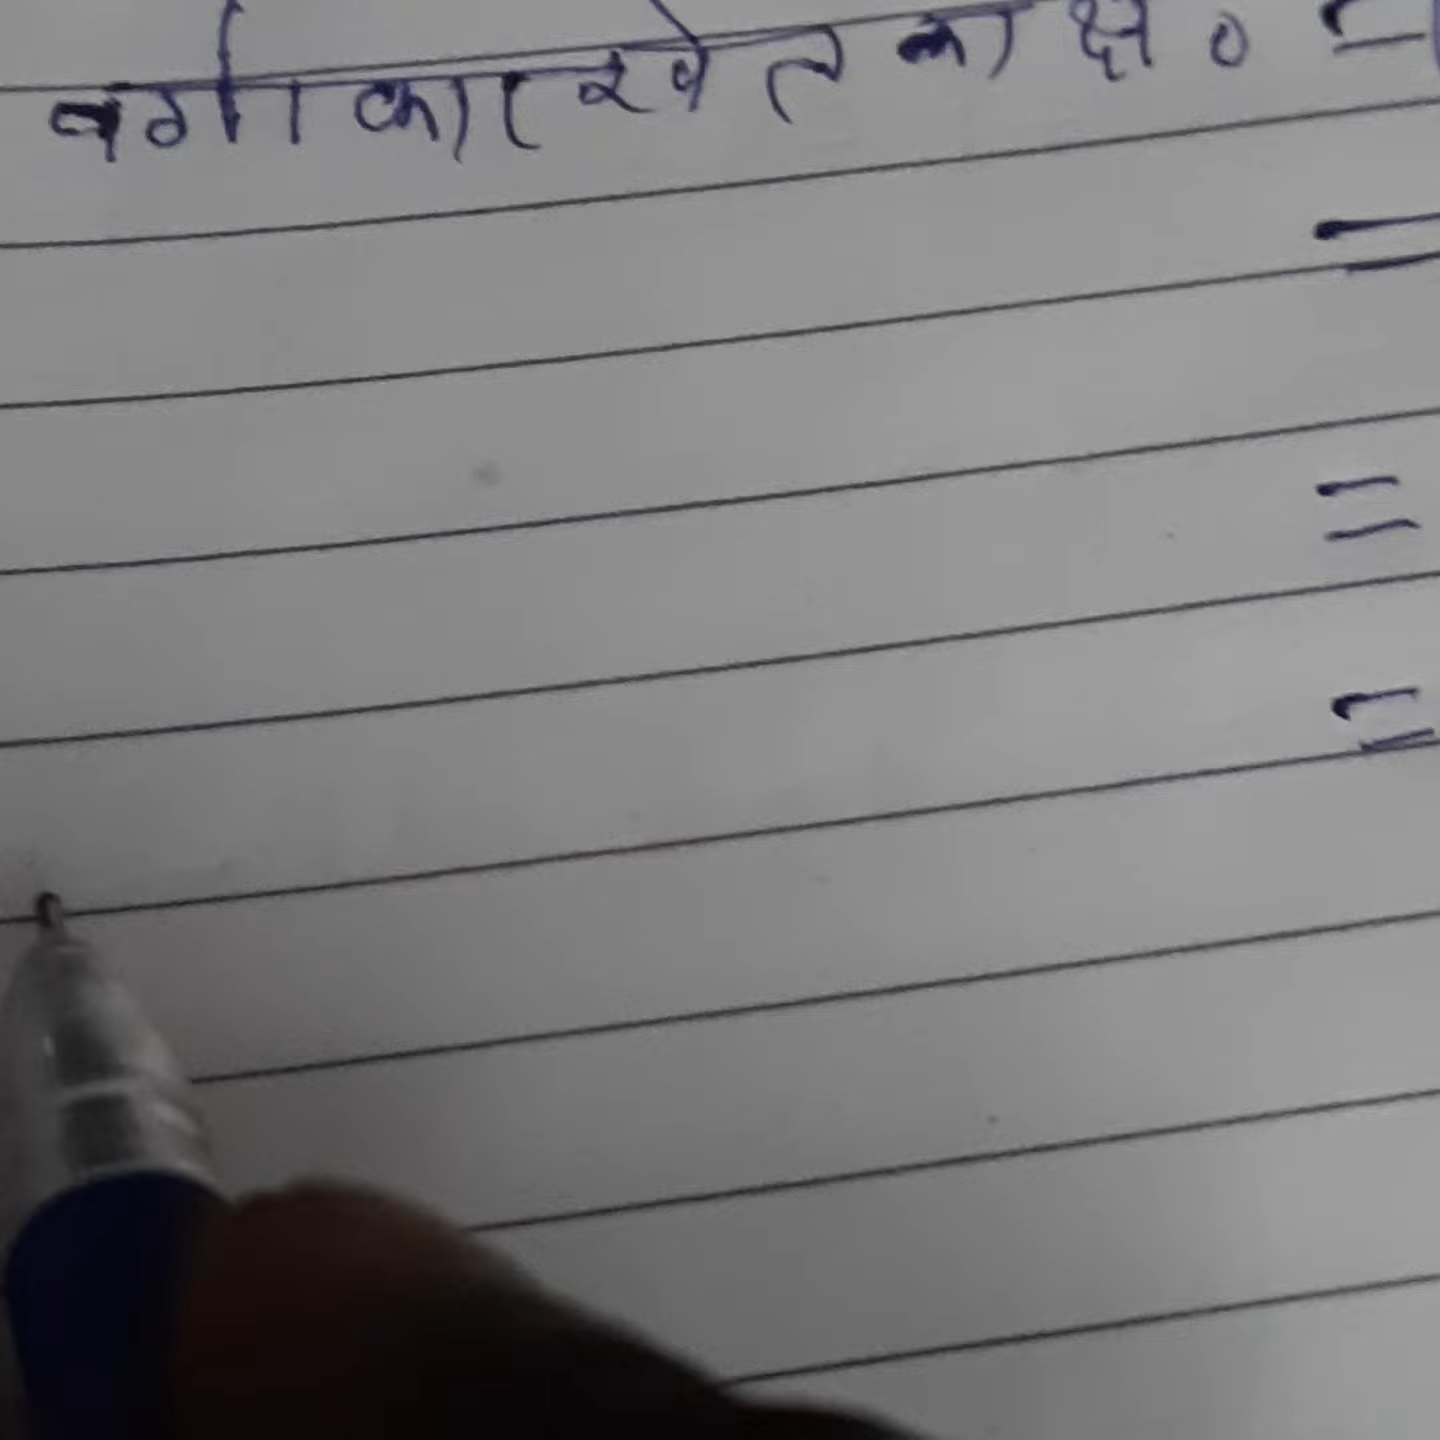 वर्गाकार खेत का क्षे० =
=
=
=